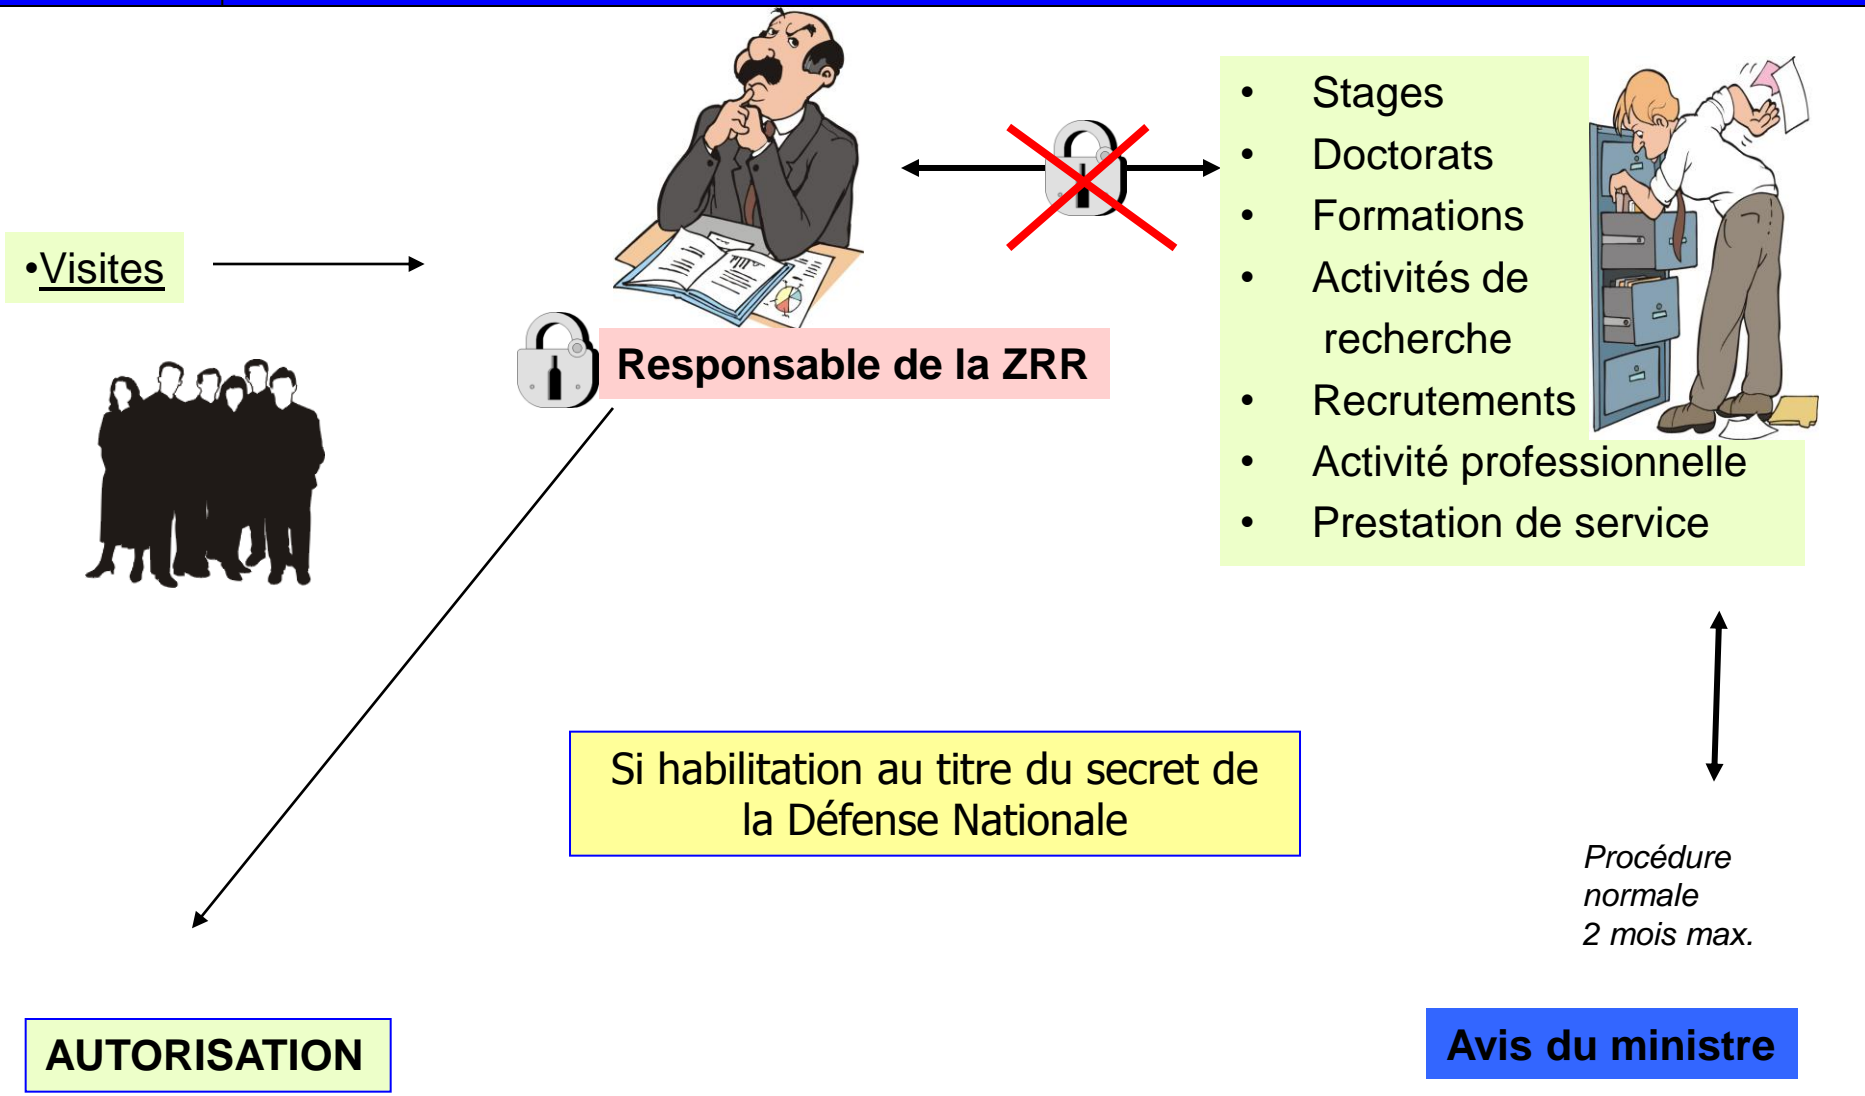 •Visites
Responsable de la ZRR
• Stages
• Doctorats
• Formations
• Activités de
recherche
• Recrutements
• Activité professionnelle
• Prestation de service
Si habilitation au titre du secret de
la Défense Nationale
Procédure
normale
2 mois max.
AUTORISATION
Avis du ministre